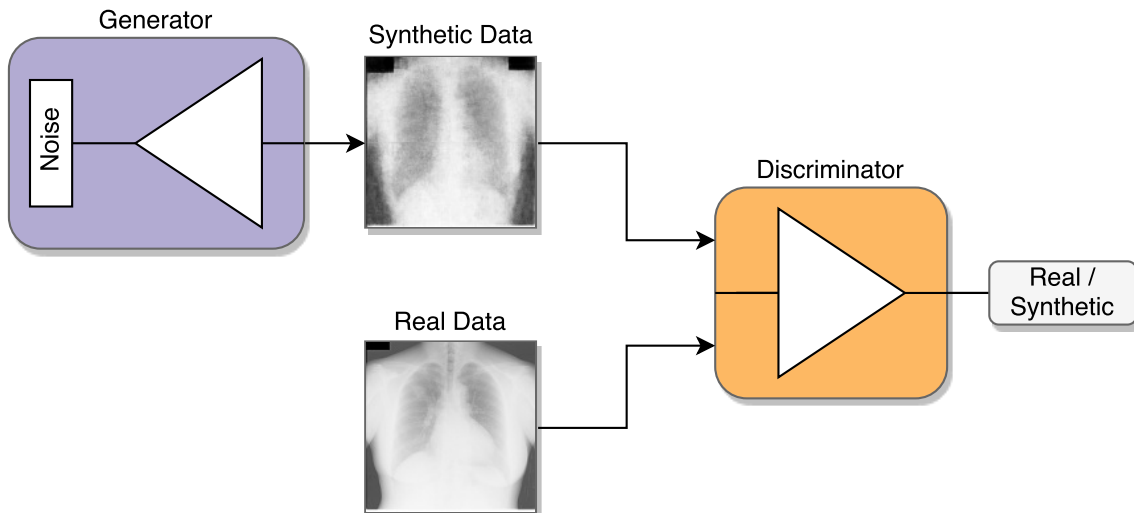 Generator
Noise
Synthetic Data
Discriminator
Real /
Synthetic
Real Data